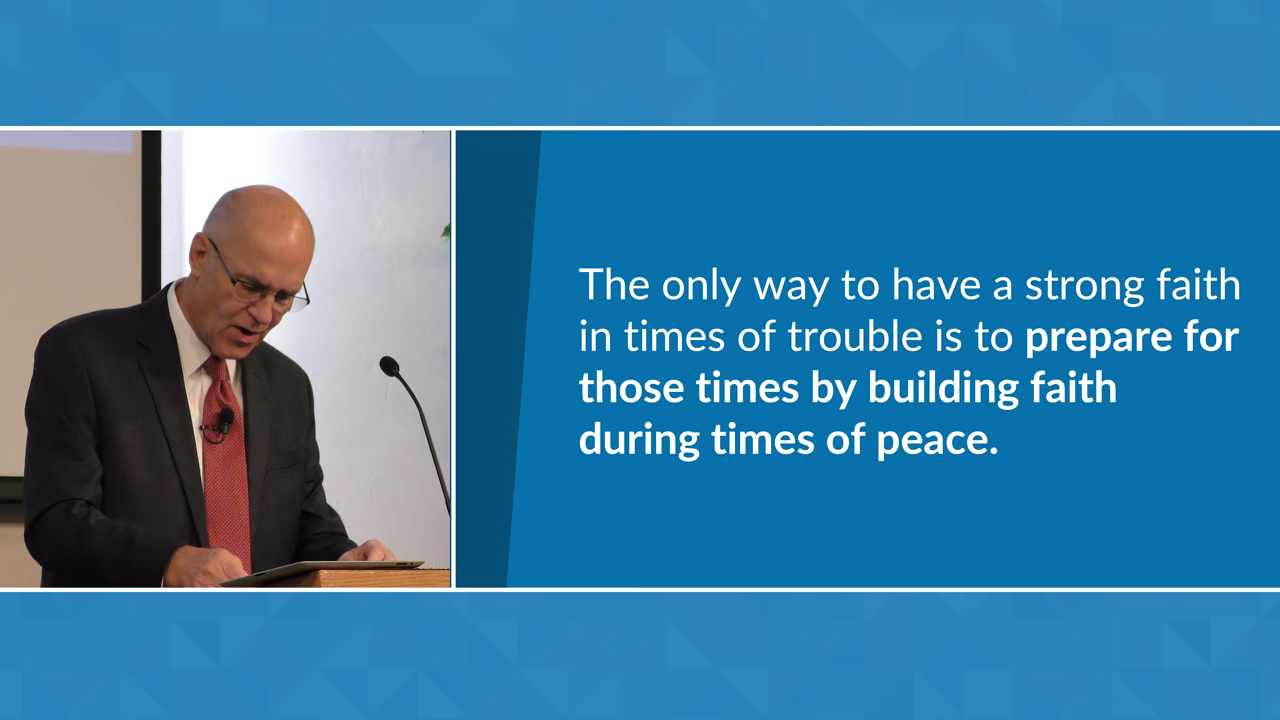 The only way to have a strong faith
in times of trouble is to prepare for
those times by building faith
during times of peace.